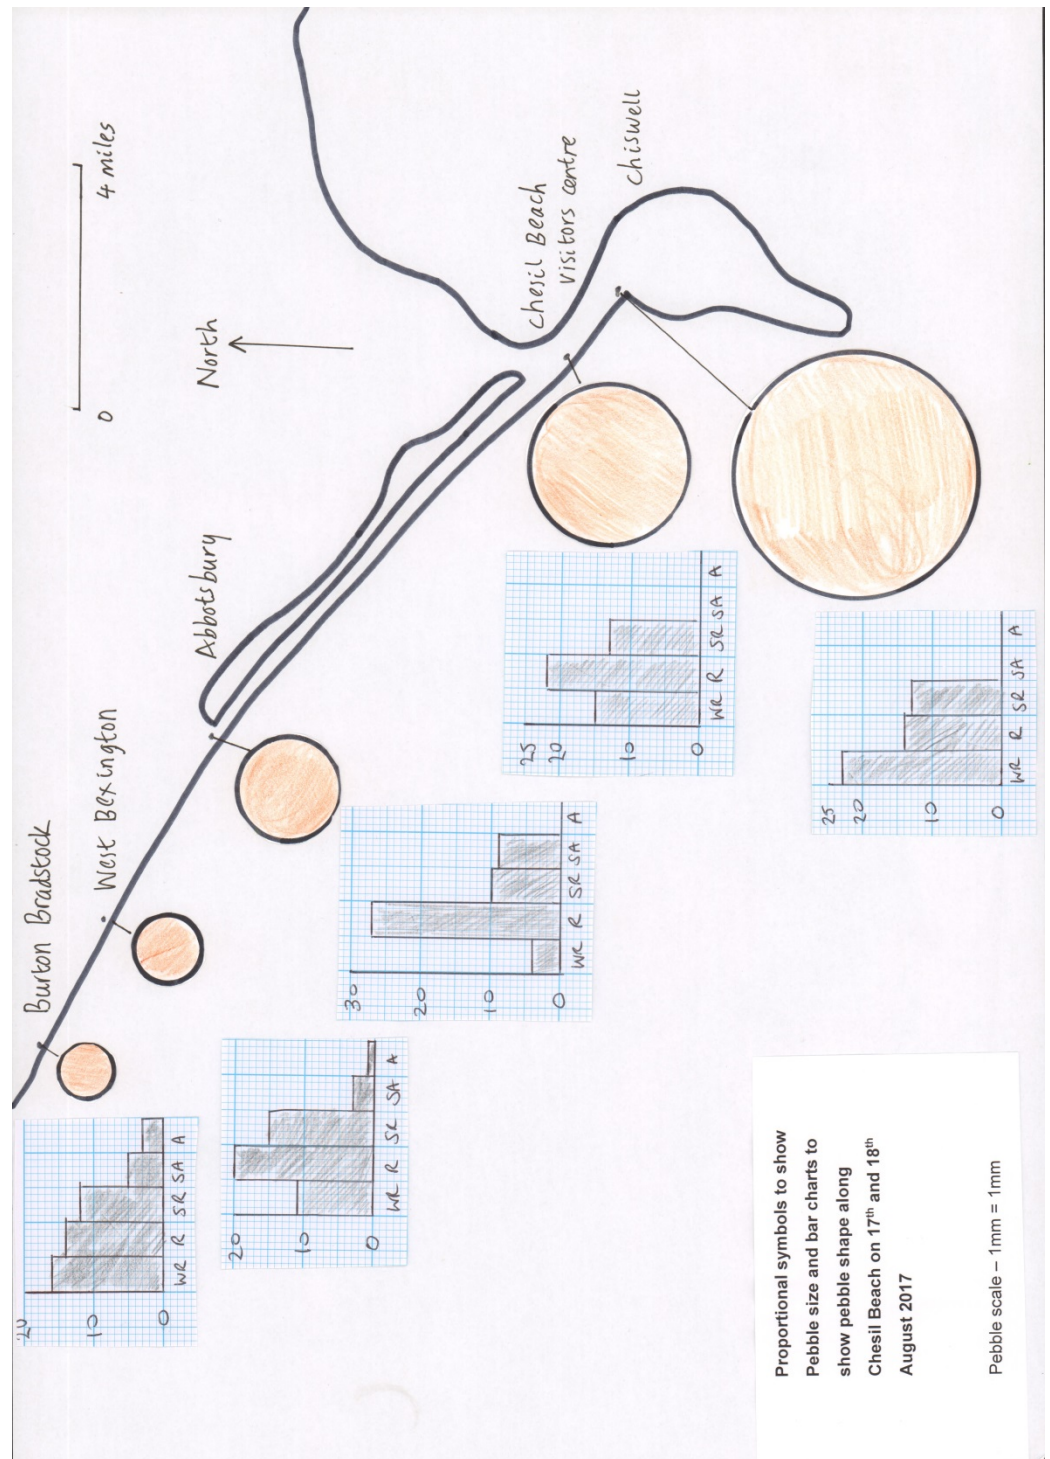 0 4 miles
North
Burton Bradstock
West Bexington
Abbotsbury
Chesil Beach
Visitors centre
Chiswell
20
10
0
WR R SR SA A
20
10
0
WR R SR SA A
30
20
10
0
WR R SR SA A
25
20
10
0
WR R SR SA A
25
20
10
0
WR R SR SA A
Proportional symbols to show
Pebble size and bar charts to
show pebble shape along
Chesil Beach on 17th and 18th
August 2017
Pebble scale – 1mm = 1mm